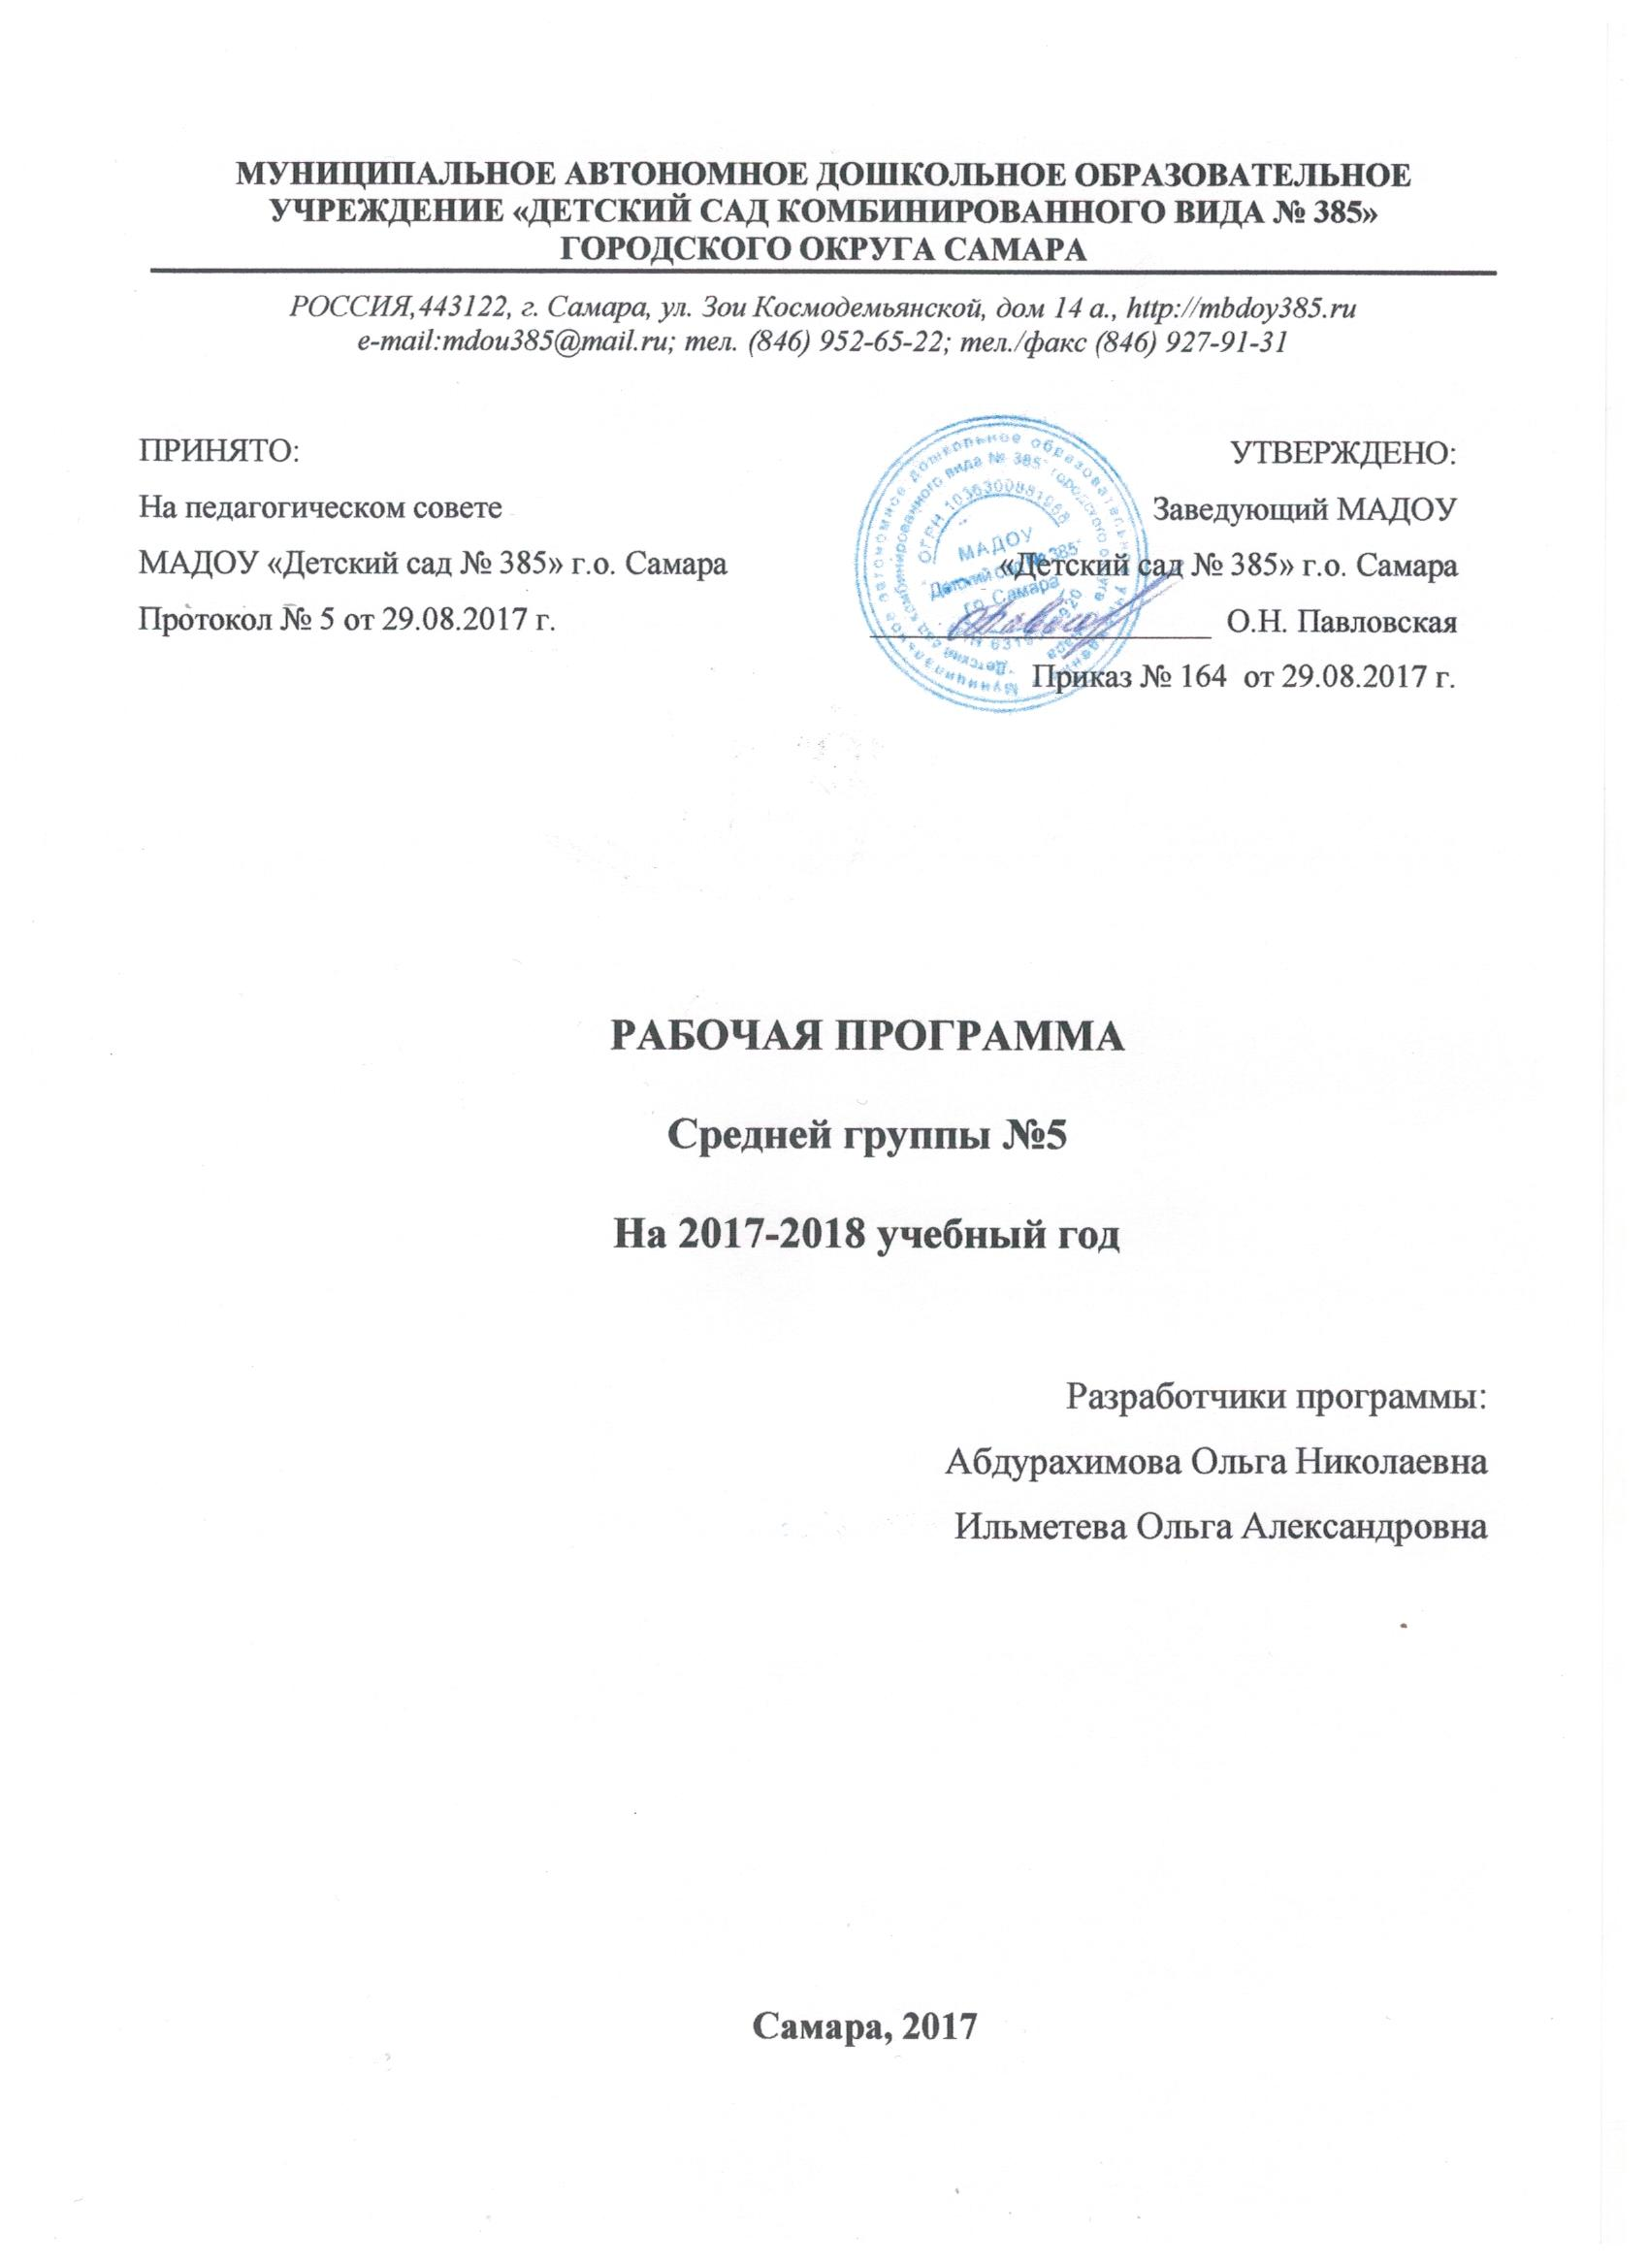 МУНИЦИПАЛЬНОЕ АВТОНОМНОЕ ДОШКОЛЬНОЕ ОБРАЗОВАТЕЛЬНОЕ
УЧРЕЖДЕНИЕ «ДЕТСКИЙ САД КОМБИНИРОВАННОГО ВИДА № 385»
ГОРОДСКОГО ОКРУГА САМАРА
РОССИЯ,443122, г. Самара, ул. Зои Космодемьянской, дом 14 а., http://mbdoy385.ru
e-mail:mdou385@mail.ru; тел. (846) 952-65-22; тел./факс (846) 927-91-31
ПРИНЯТО:
На педагогическом совете
МАДОУ «Детский сад № 385» г.о. Самара
Протокол № 5 от 29.08.2017 г.
УТВЕРЖДЕНО:
Заведующий МАДОУ
«Детский сад № 385» г.о. Самара
О.Н. Павловская
Приказ № 164 от 29.08.2017 г.
МАДОУ
Детский сад № 385"
г.о. Самара
РАБОЧАЯ ПРОГРАММА
Средней группы №5
На 2017-2018 учебный год
Разработчики программы:
Абдурахимова Ольга Николаевна
Ильметева Ольга Александровна
Самара, 2017